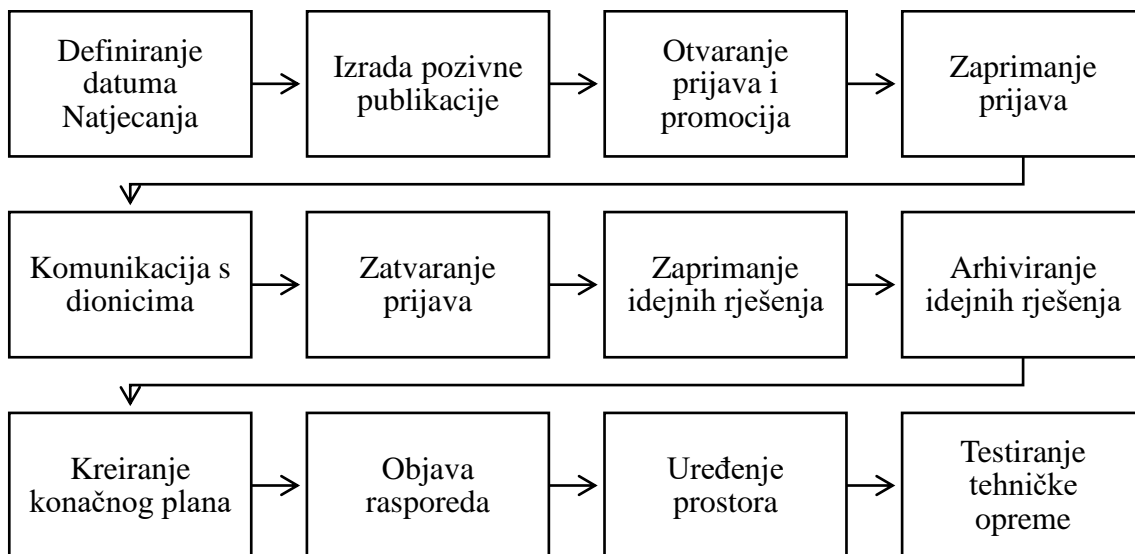 Definiranje
datuma
Natjecanja
Izrada pozivne
publikacije
Otvaranje
prijava i
promocija
Zaprimanje
prijava
Komunikacija s
dionicima
Zatvaranje
prijava
Zaprimanje
idejnih rješenja
Arhiviranje
idejnih rješenja
Kreiranje
konačnog plana
Objava
rasporeda
Uređenje
prostora
Testiranje
tehničke
opreme